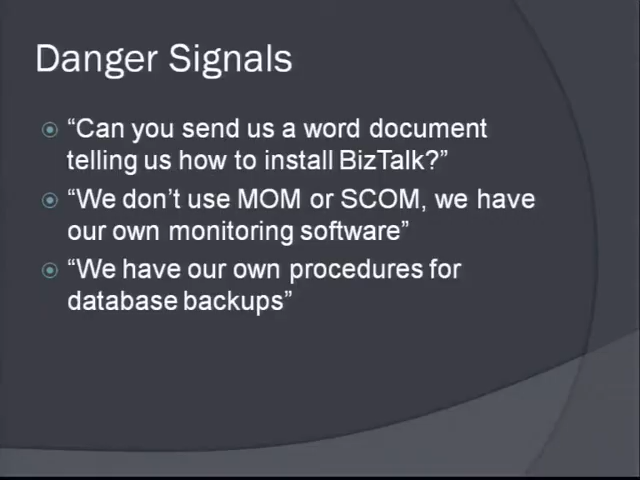 Danger Signals
“Can you send us a word document
telling us how to install BizTalk?”
“We don’t use MOM or SCOM, we have
our own monitoring software”
“We have our own procedures for
database backups”